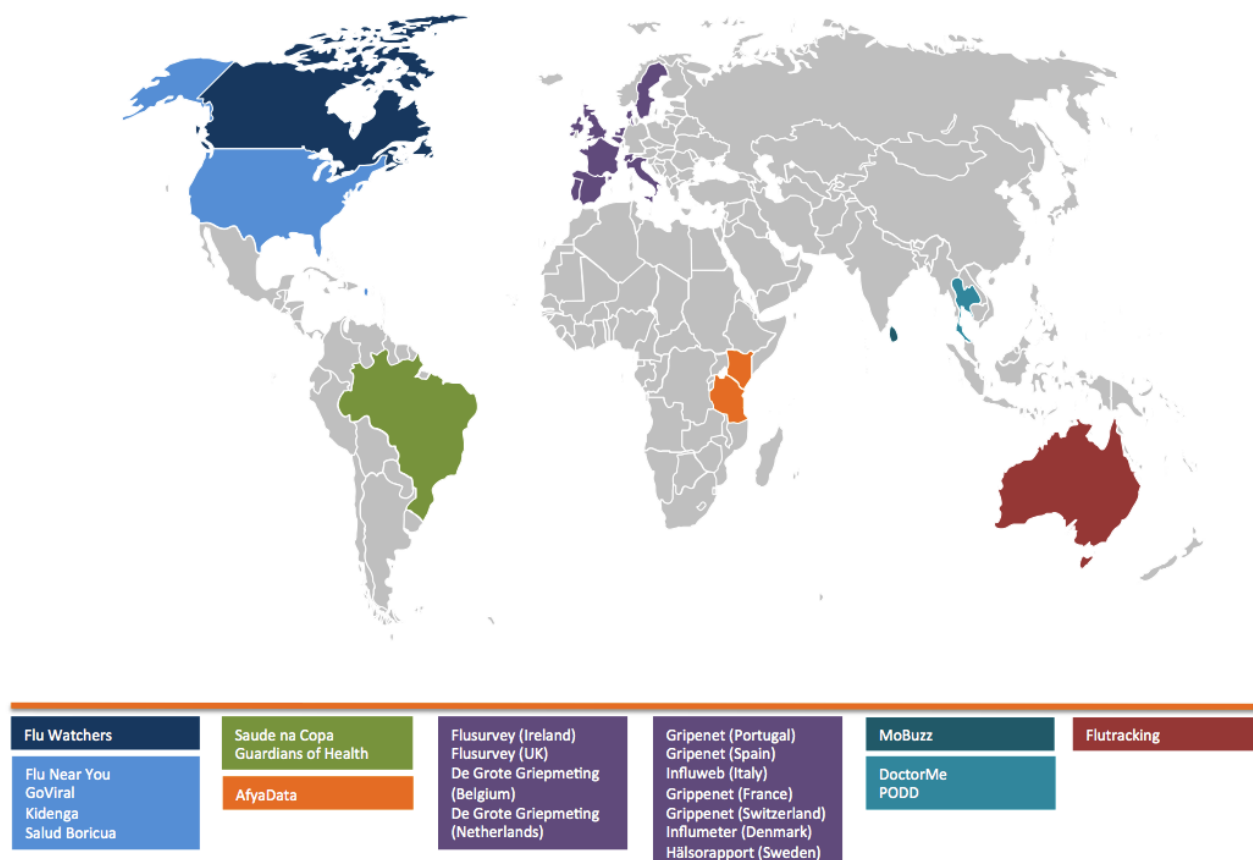 Flu Watchers
Flu Near You
GoViral
Kidenga
Salud Boricua
Saude na Copa
Guardians of Health
AfyaData
Flusurvey (Ireland)
Flusurvey (UK)
De Grote Griepmeting
(Belgium)
De Grote Griepmeting
(Netherlands)
Gripenet (Portugal)
Gripenet (Spain)
Influweb (Italy)
Grippenet (France)
Grippenet (Switzerland)
Influmeter (Denmark)
Hälsorapport (Sweden)
MoBuzz
DoctorMe
PODD
Flutracking